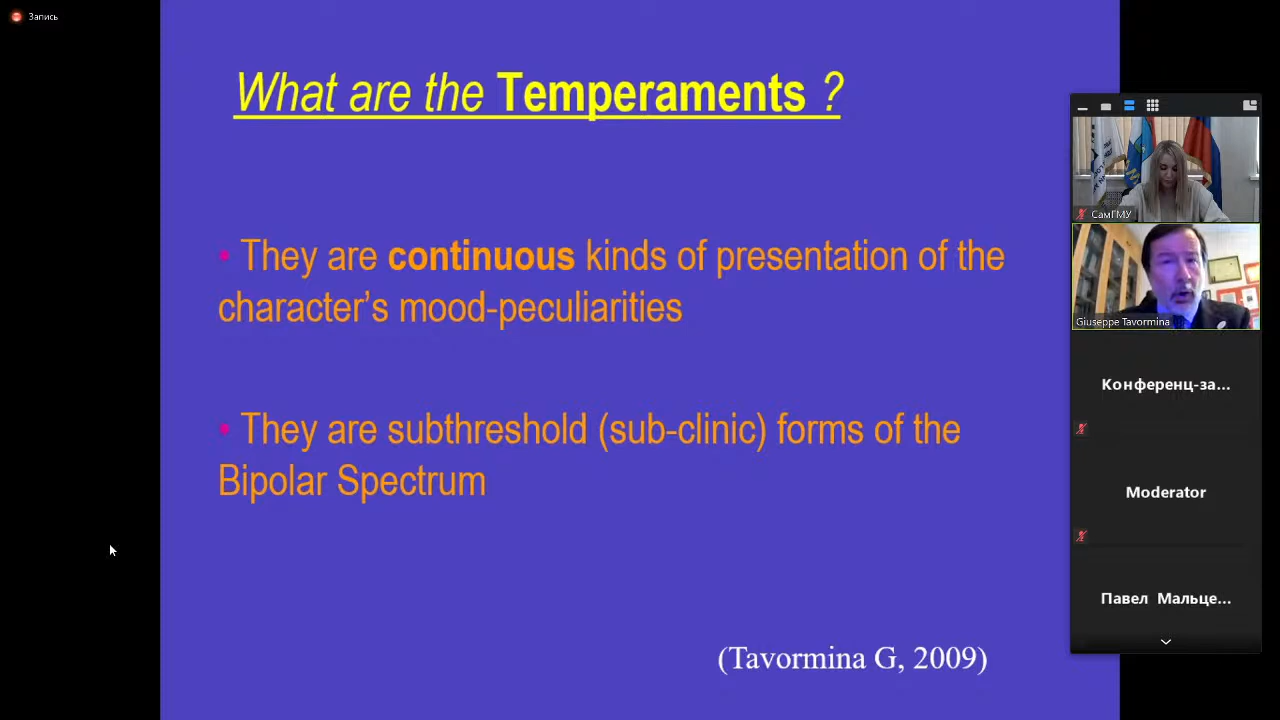 Запись
What are the Temperaments ?
• They are continuous kinds of presentation of the
character’s mood-peculiarities
• They are subthreshold (sub-clinic) forms of the
Bipolar Spectrum
(Tavormina G, 2009)
СамГМУ
Giuseppe Tavormina
Конференц-за...
Moderator
Павел Мальце...